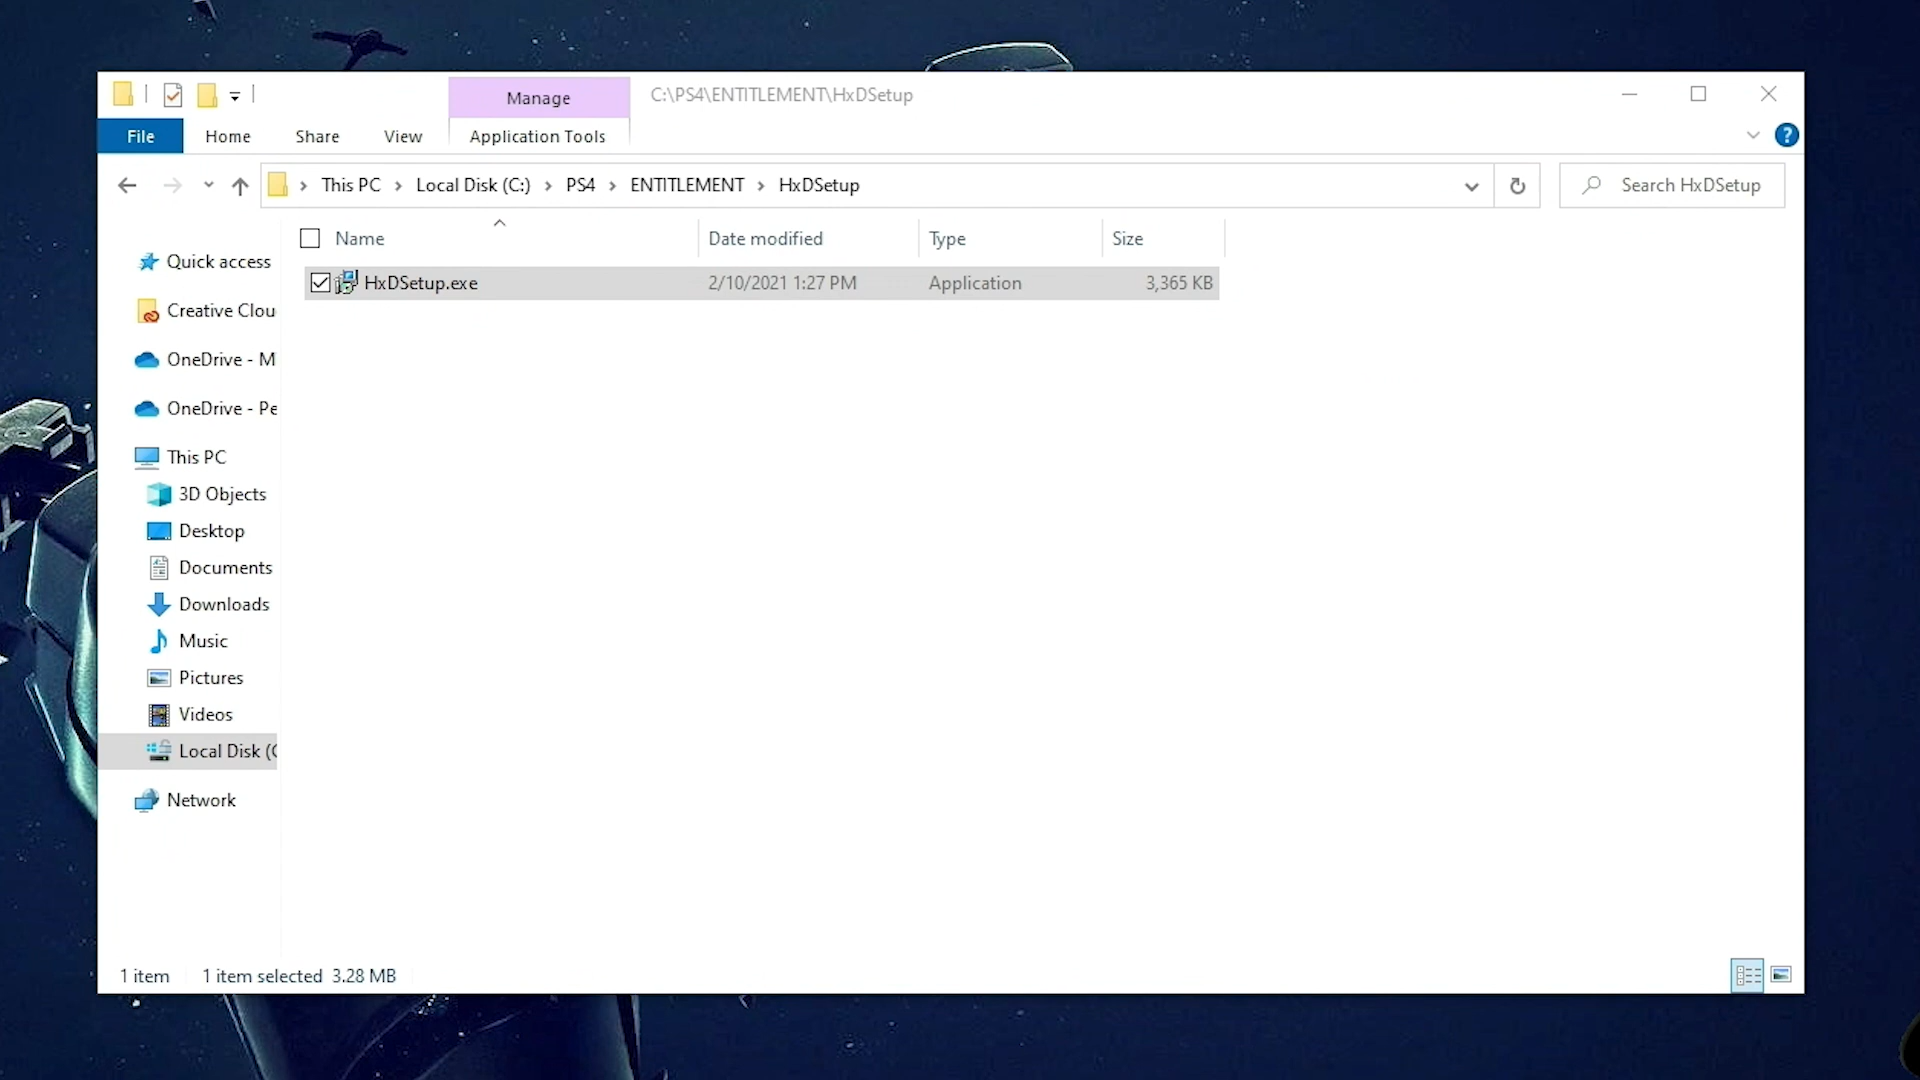 Manage
C:\PS4\ENTITLEMENT\HxDSetup
File
Home
Share
View
Application Tools
?
This PC
Local Disk (C:)
PS4
ENTITLEMENT
HxDSetup
Search HxDSetup
Name
Date modified
Type
Size
HxDSetup.exe
2/10/2021 1:27 PM
Application
3,365 KB
Quick access
Creative Clou
OneDrive - M
OneDrive - Pe
This PC
3D Objects
Desktop
Documents
Downloads
Music
Pictures
Videos
Local Disk (C
Network
1 item
1 item selected 3.28 MB